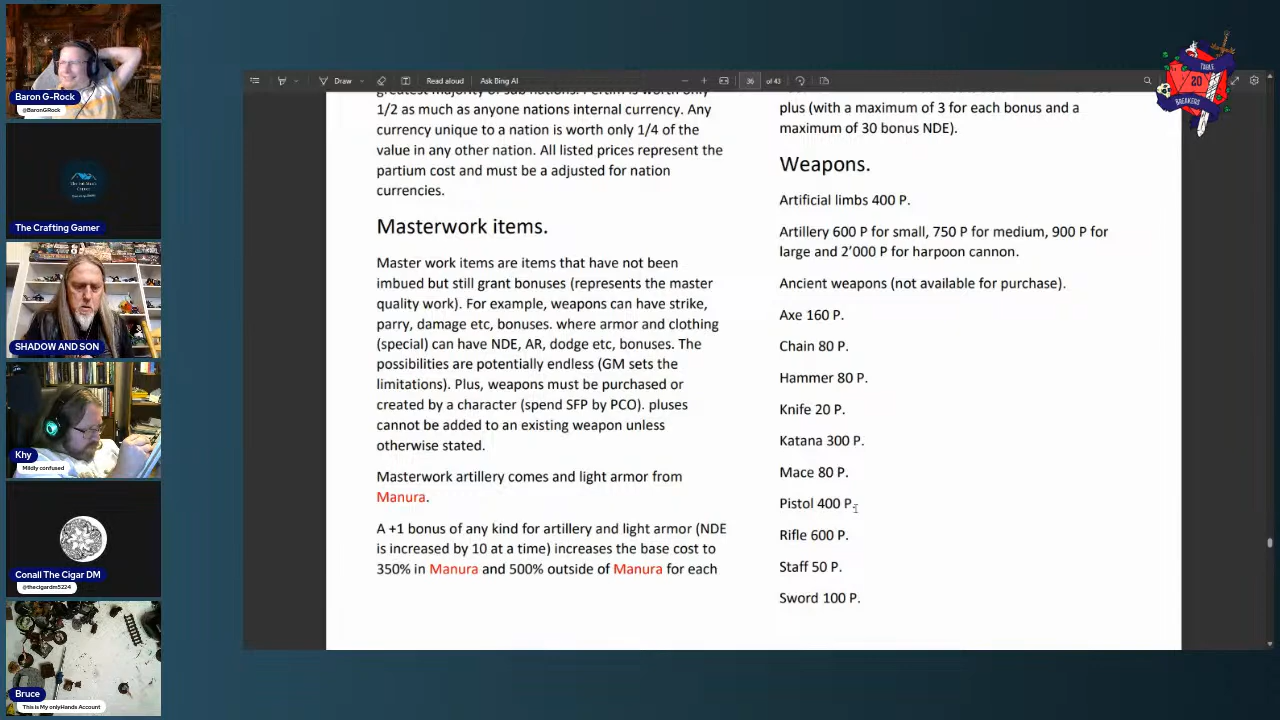 Baron G-Rock
@BaronGRock
The Crafting Gamer
SHADOW AND SON
Khy
Mildly confused
Conall The Cigar DM
@thecigardm5224
Bruce
This is My onlyHands Account
Draw
Read aloud
Ask Bing AI
36
of 43
TABLE
20
BREAKERS
1/2 as much as anyone nations internal currency. Any
currency unique to a nation is worth only 1/4 of the
value in any other nation. All listed prices represent the
partium cost and must be a adjusted for nation
currencies.
Masterwork items.
Master work items are items that have not been
imbued but still grant bonuses (represents the master
quality work). For example, weapons can have strike,
parry, damage etc, bonuses. where armor and clothing
(special) can have NDE, AR, dodge etc, bonuses. The
possibilities are potentially endless (GM sets the
limitations). Plus, weapons must be purchased or
created by a character (spend SFP by PCO). pluses
cannot be added to an existing weapon unless
otherwise stated.
Masterwork artillery comes and light armor from
Manura.
A +1 bonus of any kind for artillery and light armor (NDE
is increased by 10 at a time) increases the base cost to
350% in Manura and 500% outside of Manura for each
plus (with a maximum of 3 for each bonus and a
maximum of 30 bonus NDE).
Weapons.
Artificial limbs 400 P.
Artillery 600 P for small, 750 P for medium, 900 P for
large and 2’000 P for harpoon cannon.
Ancient weapons (not available for purchase).
Axe 160 P.
Chain 80 P.
Hammer 80 P.
Knife 20 P.
Katana 300 P.
Mace 80 P.
Pistol 400 P.
Rifle 600 P.
Staff 50 P.
Sword 100 P.